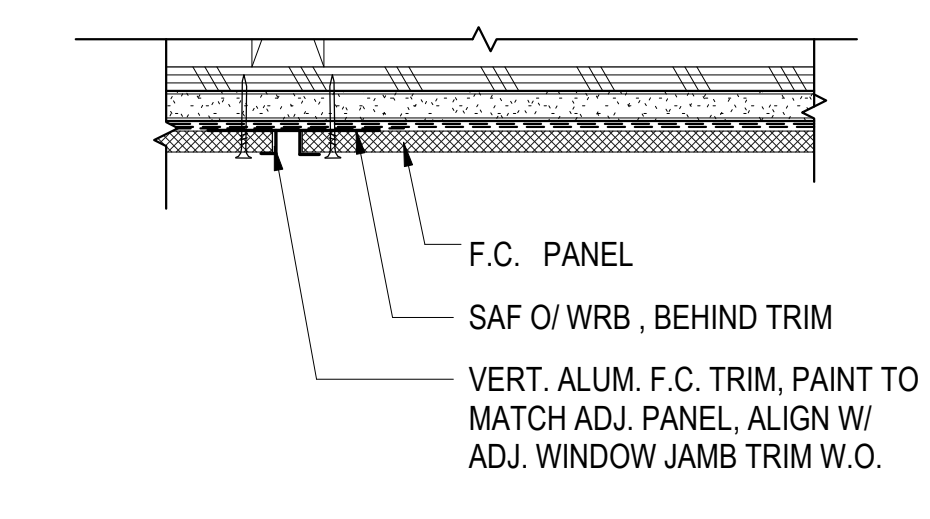 F.C. PANEL
SAF O/ WRB , BEHIND TRIM
VERT. ALUM. F.C. TRIM, PAINT TO
MATCH ADJ. PANEL, ALIGN W/
ADJ. WINDOW JAMB TRIM W.O.